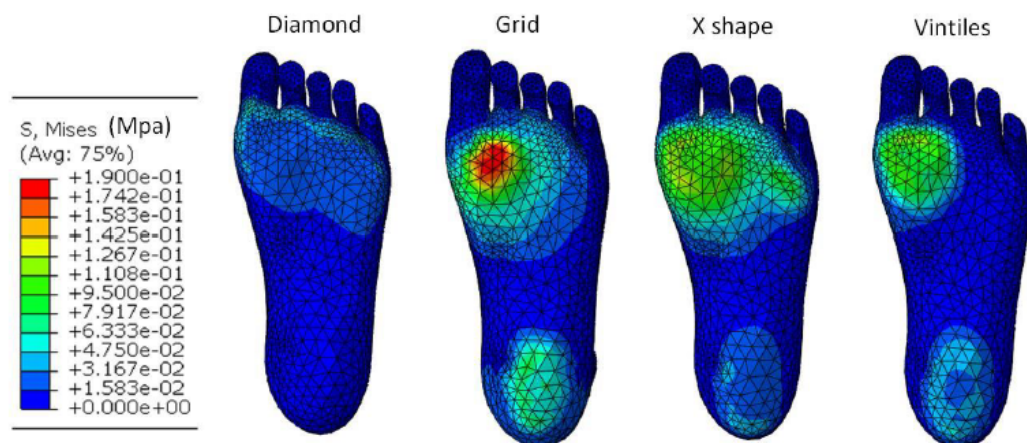 Diamond
Grid
X shape
Vintiles
S, Mises (Mpa)
(Avg: 75%)
+1.900e-01
+1.742e-01
+1.583e-01
+1.425e-01
+1.267e-01
+1.108e-01
+9.500e-02
+7.917e-02
+6.333e-02
+4.750e-02
+3.167e-02
+1.583e-02
+0.000e+00